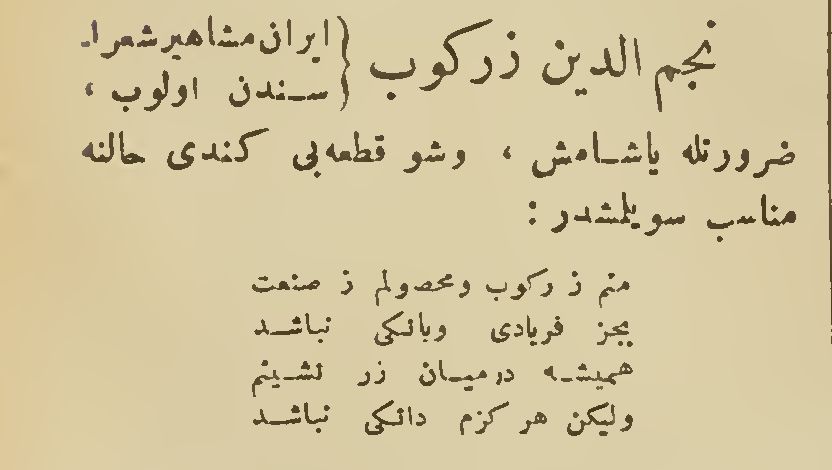 نجم الدین زرکوب { ایران مشاهیر شعرا-
سندن اولوب ،
ضرورتله یاشامش ، وشو قطعه‌یی کندی حالنه
مناسب سویلمشدر :
منم ز رکوب ومحصولم ز صنعت
بجز فریادی وبانکی نباشد
همیشه درمیان زر نشینم
ولیکن هر کزم دانکی نباشد